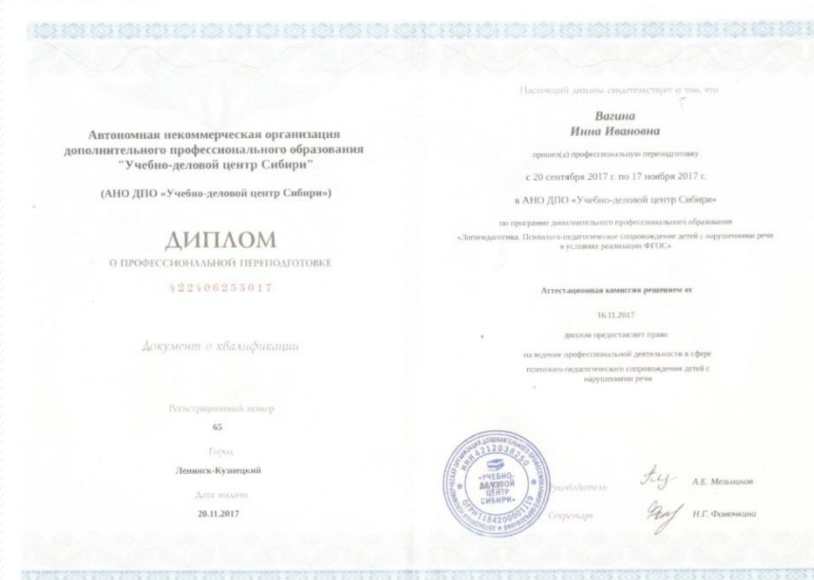 Автономная некоммерческая организация
дополнительного профессионального образования
"Учебно-деловой центр Сибири"
(АНО ДПО «Учебно-деловой центр Сибири»)
ДИПЛОМ
О ПРОФЕССИОНАЛЬНОЙ ПЕРЕПОДГОТОВКЕ
422406255017
Документ о квалификации
Регистрационный номер
65
Город
Ленинск-Кузнецкий
Дата выдачи
20.11.2017
Настоящий диплом свидетельствует о том, что
Вагина
Инна Ивановна
прошел(а) профессиональную переподготовку
с 20 сентября 2017 г. по 17 ноября 2017 г.
в АНО ДПО «Учебно-деловой центр Сибири»
по программе дополнительного профессионального образования
«Логопедагогика. Психолого-педагогическое сопровождение детей с нарушениями речи
в условиях реализации ФГОС»
Аттестационная комиссия решением от
16.11.2017
диплом предоставляет право
на ведение профессиональной деятельности в сфере
психолого-педагогического сопровождения детей с
нарушениями речи
ИНН 4212038250
«УЧЕБНО-
ДЕЛОВОЙ
ЦЕНТР
СИБИРИ»
Руководитель
А.Е. Мельников
Секретарь
Н.Г. Фомочкина